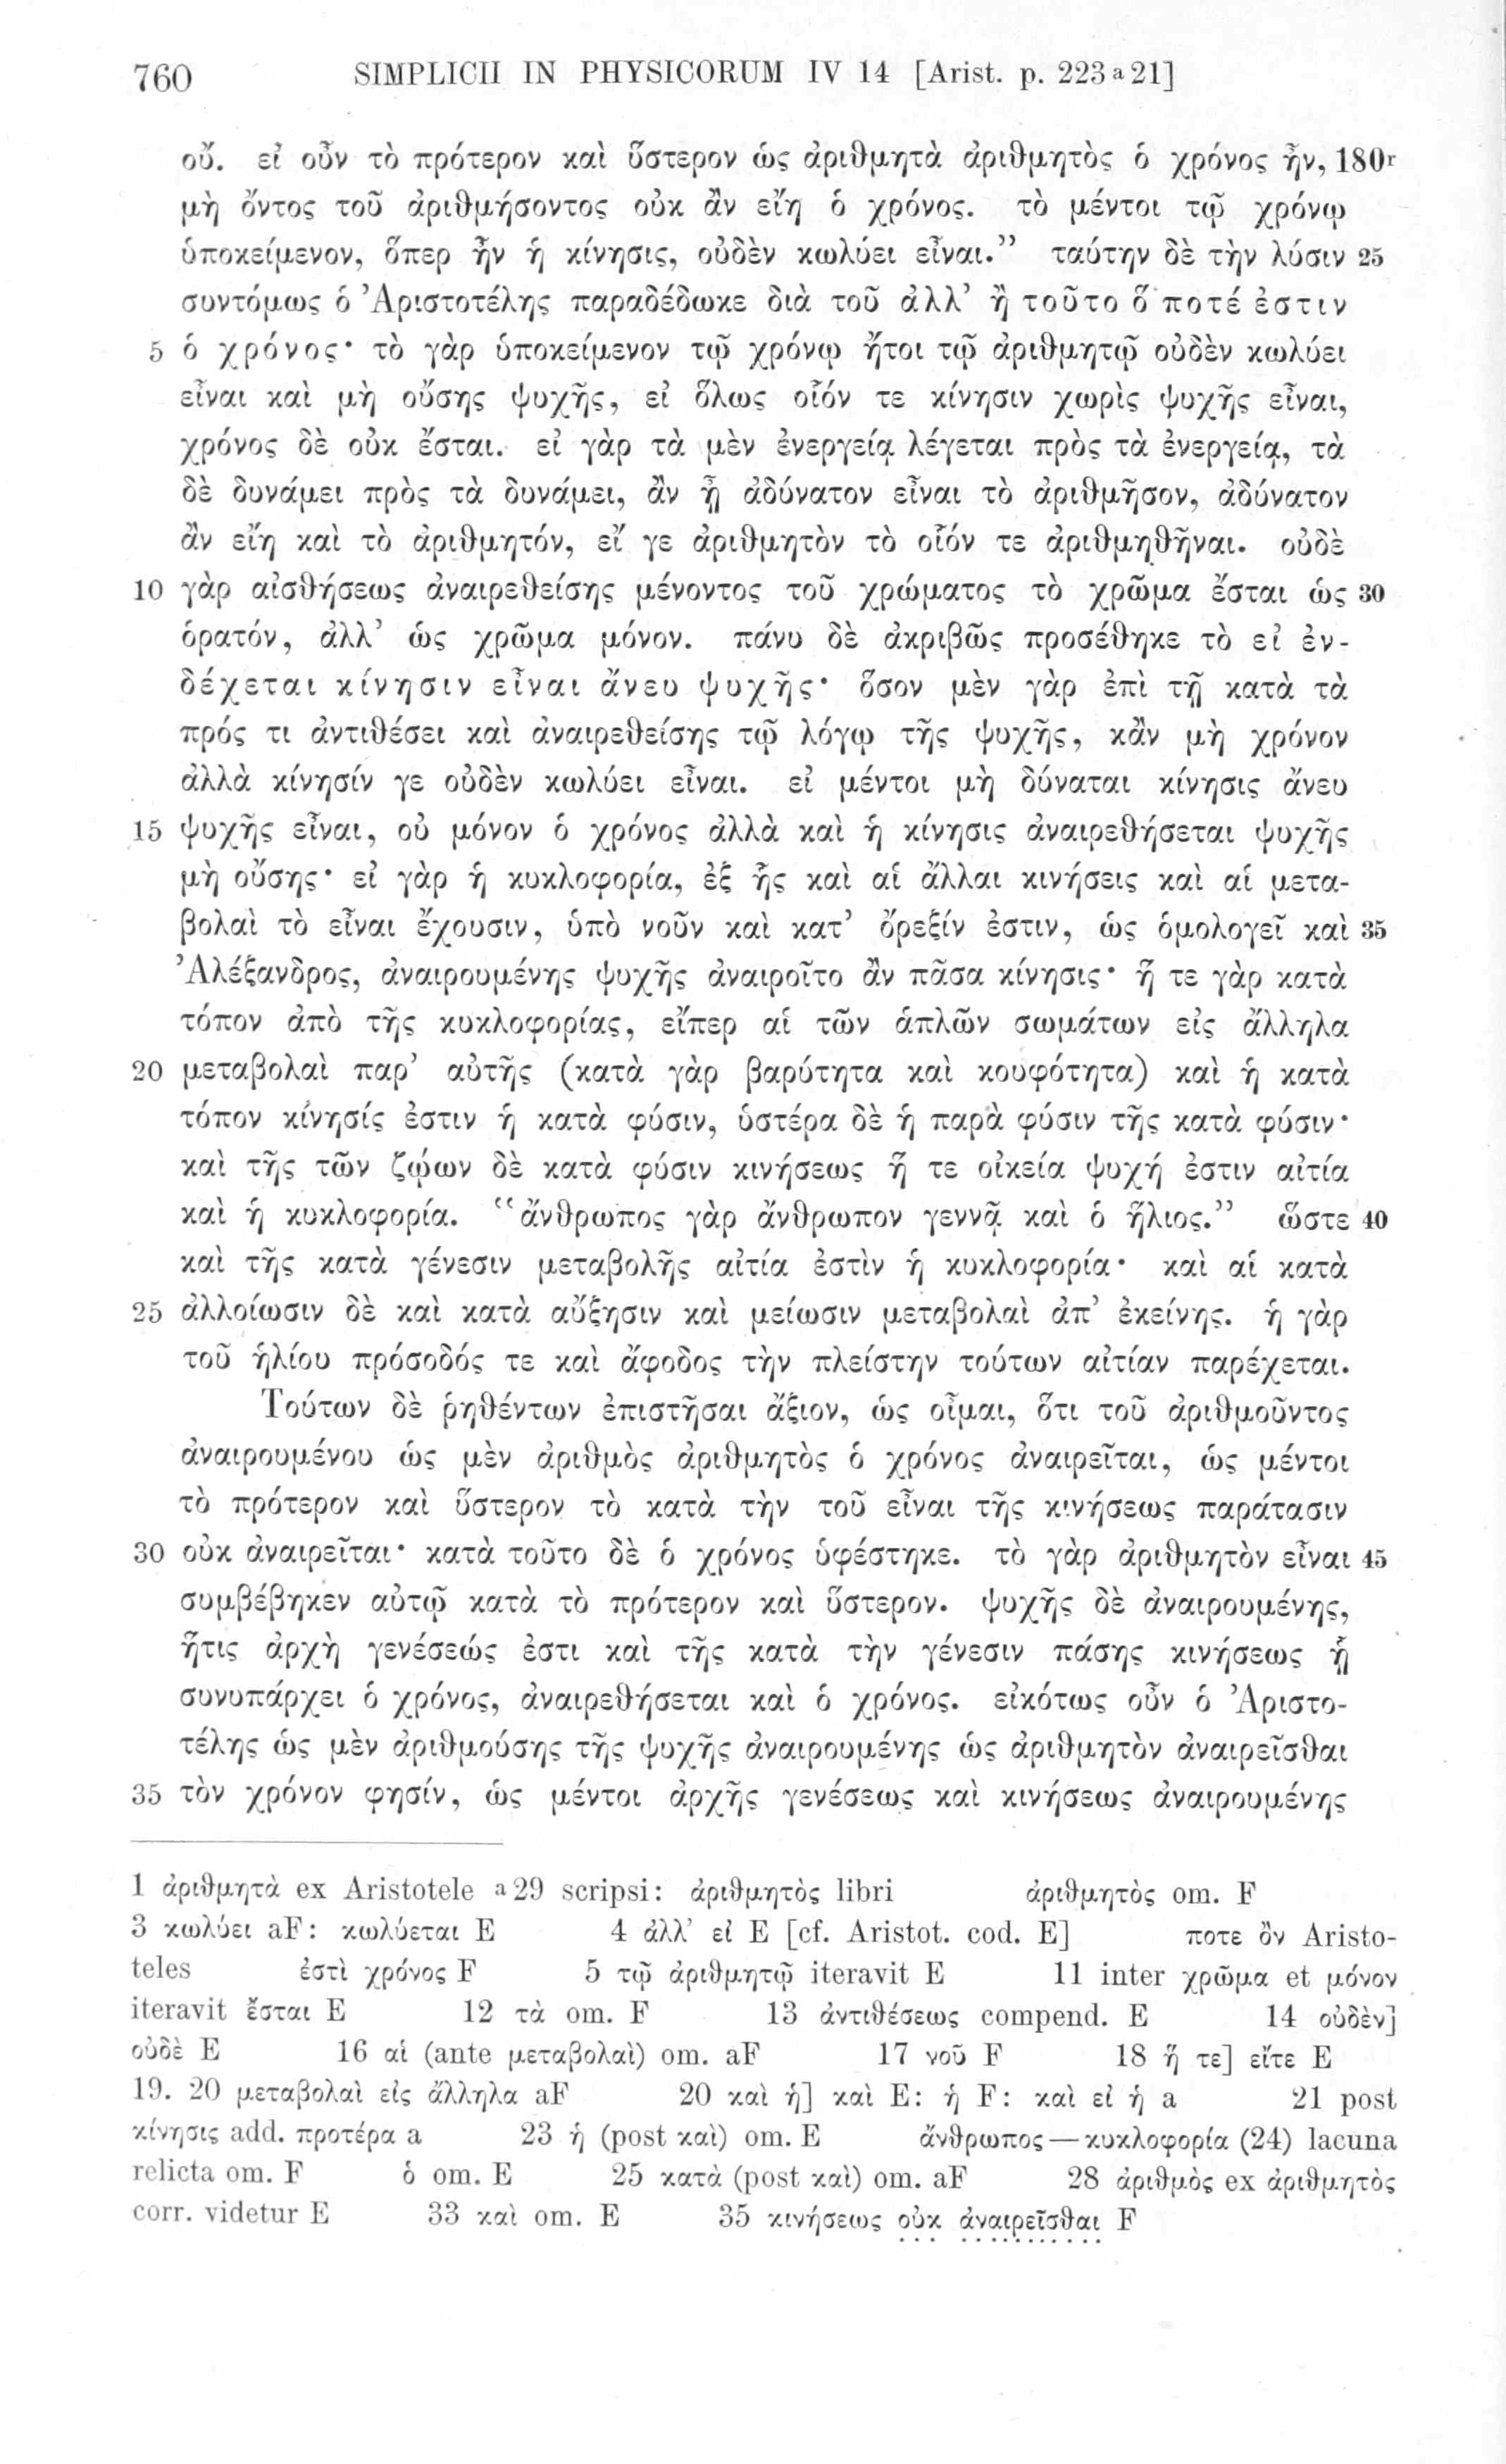 760 SIMPLICII IN PHYSICORUM IV 14 [Arist. p. 223 a 21]
οὔ. εἰ οὖν τὸ πρότερον καὶ ὕστερον ὡς ἀριθμητὰ ἀριθμητὸς ὁ χρόνος ἦν, 180r
μὴ ὄντος τοῦ ἀριθμήσοντος οὐκ ἂν εἴη ὁ χρόνος. τὸ μέντοι τῷ χρόνῳ
ὑποκείμενον, ὅπερ ἦν ἡ κίνησις, οὐδὲν κωλύει εἶναι.” ταύτην δὲ τὴν λύσιν 25
συντόμως ὁ Ἀριστοτέλης παραδέδωκε διὰ τοῦ ἀλλ’ ἢ τοῦτο ὅ ποτέ ἐστιν
5 ὁ χρόνος· τὸ γὰρ ὑποκείμενον τῷ χρόνῳ ἤτοι τῷ ἀριθμητῷ οὐδὲν κωλύει
εἶναι καὶ μὴ οὔσης ψυχῆς, εἰ ὅλως οἷόν τε κίνησιν χωρὶς ψυχῆς εἶναι,
χρόνος δὲ οὐκ ἔσται. εἰ γὰρ τὰ μὲν ἐνεργείᾳ λέγεται πρὸς τὰ ἐνεργείᾳ, τὰ
δὲ δυνάμει πρὸς τὰ δυνάμει, ἂν ᾖ ἀδύνατον εἶναι τὸ ἀριθμῆσον, ἀδύνατον
ἂν εἴη καὶ τὸ ἀριθμητόν, εἴ γε ἀριθμητὸν τὸ οἷόν τε ἀριθμηθῆναι. οὐδὲ
10 γὰρ αἰσθήσεως ἀναιρεθείσης μένοντος τοῦ χρώματος τὸ χρῶμα ἔσται ὡς 30
ὁρατόν, ἀλλ’ ὡς χρῶμα μόνον. πάνυ δὲ ἀκριβῶς προσέθηκε τὸ εἰ ἐν-
δέχεται κίνησιν εἶναι ἄνευ ψυχῆς· ὅσον μὲν γὰρ ἐπὶ τῇ κατὰ τὰ
πρός τι ἀντιθέσει καὶ ἀναιρεθείσης τῷ λόγῳ τῆς ψυχῆς, κἂν μὴ χρόνον
ἀλλὰ κίνησίν γε οὐδὲν κωλύει εἶναι. εἰ μέντοι μὴ δύναται κίνησις ἄνευ
15 ψυχῆς εἶναι, οὐ μόνον ὁ χρόνος ἀλλὰ καὶ ἡ κίνησις ἀναιρεθήσεται ψυχῆς
μὴ οὔσης· εἰ γὰρ ἡ κυκλοφορία, ἐξ ἧς καὶ αἱ ἄλλαι κινήσεις καὶ αἱ μετα-
βολαὶ τὸ εἶναι ἔχουσιν, ὑπὸ νοῦν καὶ κατ’ ὄρεξίν ἐστιν, ὡς ὁμολογεῖ καὶ 35
Ἀλέξανδρος, ἀναιρουμένης ψυχῆς ἀναιροῖτο ἂν πᾶσα κίνησις· ἥ τε γὰρ κατὰ
τόπον ἀπὸ τῆς κυκλοφορίας, εἴπερ αἱ τῶν ἁπλῶν σωμάτων εἰς ἄλληλα
20 μεταβολαὶ παρ’ αὐτῆς (κατὰ γὰρ βαρύτητα καὶ κουφότητα) καὶ ἡ κατὰ
τόπον κίνησίς ἐστιν ἡ κατὰ φύσιν, ὑστέρα δὲ ἡ παρὰ φύσιν τῆς κατὰ φύσιν·
καὶ τῆς τῶν ζῴων δὲ κατὰ φύσιν κινήσεως ἥ τε οἰκεία ψυχή ἐστιν αἰτία
καὶ ἡ κυκλοφορία. “ἄνθρωπος γὰρ ἄνθρωπον γεννᾷ καὶ ὁ ἥλιος.” ὥστε 40
καὶ τῆς κατὰ γένεσιν μεταβολῆς αἰτία ἐστὶν ἡ κυκλοφορία· καὶ αἱ κατὰ
25 ἀλλοίωσιν δὲ καὶ κατὰ αὔξησιν καὶ μείωσιν μεταβολαὶ ἀπ’ ἐκείνης. ἡ γὰρ
τοῦ ἡλίου πρόσοδός τε καὶ ἄφοδος τὴν πλείστην τούτων αἰτίαν παρέχεται.
Τούτων δὲ ῥηθέντων ἐπιστῆσαι ἄξιον, ὡς οἶμαι, ὅτι τοῦ ἀριθμοῦντος
ἀναιρουμένου ὡς μὲν ἀριθμὸς ἀριθμητὸς ὁ χρόνος ἀναιρεῖται, ὡς μέντοι
τὸ πρότερον καὶ ὕστερον τὸ κατὰ τὴν τοῦ εἶναι τῆς κινήσεως παράτασιν
30 οὐκ ἀναιρεῖται· κατὰ τοῦτο δὲ ὁ χρόνος ὑφέστηκε. τὸ γὰρ ἀριθμητὸν εἶναι 45
συμβέβηκεν αὐτῷ κατὰ τὸ πρότερον καὶ ὕστερον. ψυχῆς δὲ ἀναιρουμένης,
ἥτις ἀρχὴ γενέσεώς ἐστι καὶ τῆς κατὰ τὴν γένεσιν πάσης κινήσεως ᾗ
συνυπάρχει ὁ χρόνος, ἀναιρεθήσεται καὶ ὁ χρόνος. εἰκότως οὖν ὁ Ἀριστο-
τέλης ὡς μὲν ἀριθμούσης τῆς ψυχῆς ἀναιρουμένης ὡς ἀριθμητὸν ἀναιρεῖσθαι
35 τὸν χρόνον φησίν, ὡς μέντοι ἀρχῆς γενέσεως καὶ κινήσεως ἀναιρουμένης
1 ἀριθμητὰ ex Aristotele a 29 scripsi: ἀριθμητὸς libri ἀριθμητὸς om. F
3 κωλύει aF: κωλύεται E 4 ἀλλ’ εἰ E [cf. Aristot. cod. E] ποτε ὂν Aristo-
teles ἐστὶ χρόνος F 5 τῷ ἀριθμητῷ iteravit E 11 inter χρῶμα et μόνον
iteravit ἔσται E 12 τὰ om. F 13 ἀντιθέσεως compend. E 14 οὐδὲν]
οὐδὲ E 16 αἱ (ante μεταβολαὶ) om. aF 17 νοῦ F 18 ἥ τε] εἴτε E
19. 20 μεταβολαὶ εἰς ἄλληλα aF 20 καὶ ἡ] καὶ E: ἡ F: καὶ εἰ ἡ a 21 post
κίνησις add. προτέρα a 23 ἡ (post καὶ) om. E ἄνθρωπος — κυκλοφορία (24) lacuna
relicta om. F ὁ om. E 25 κατὰ (post καὶ) om. aF 28 ἀριθμὸς ex ἀριθμητὸς
corr. videtur E 33 καὶ om. E 35 κινήσεως οὐκ ἀναιρεῖσθαι F